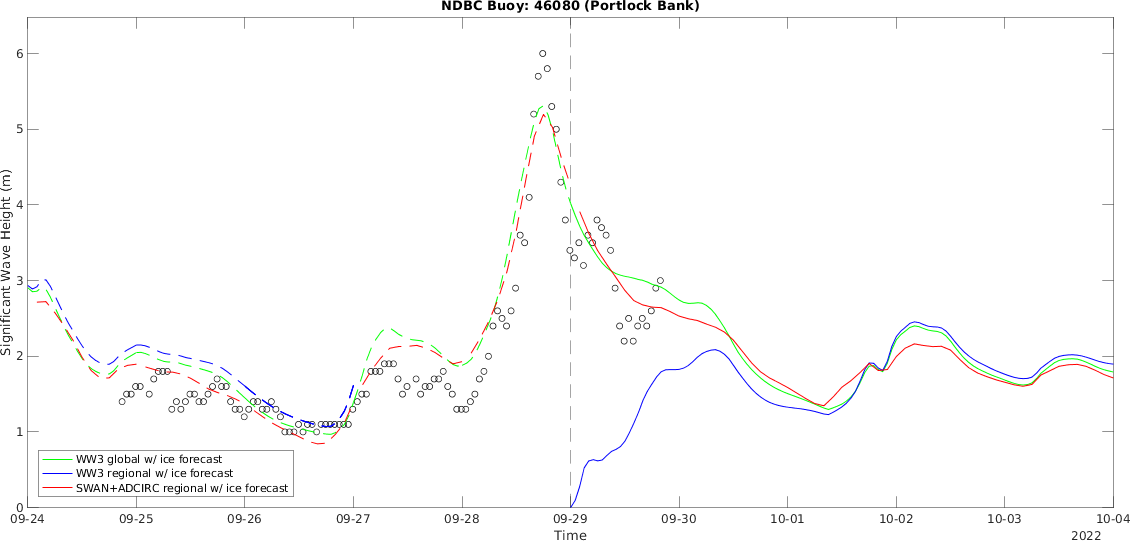 NDBC Buoy: 46080 (Portlock Bank)
Significant Wave Height (m)
6
5
4
3
2
1
0
WW3 global w/ ice forecast
WW3 regional w/ ice forecast
SWAN+ADCIRC regional w/ ice forecast
09-24 09-25 09-26 09-27 09-28 09-29 09-30 10-01 10-02 10-03 10-04
Time
2022